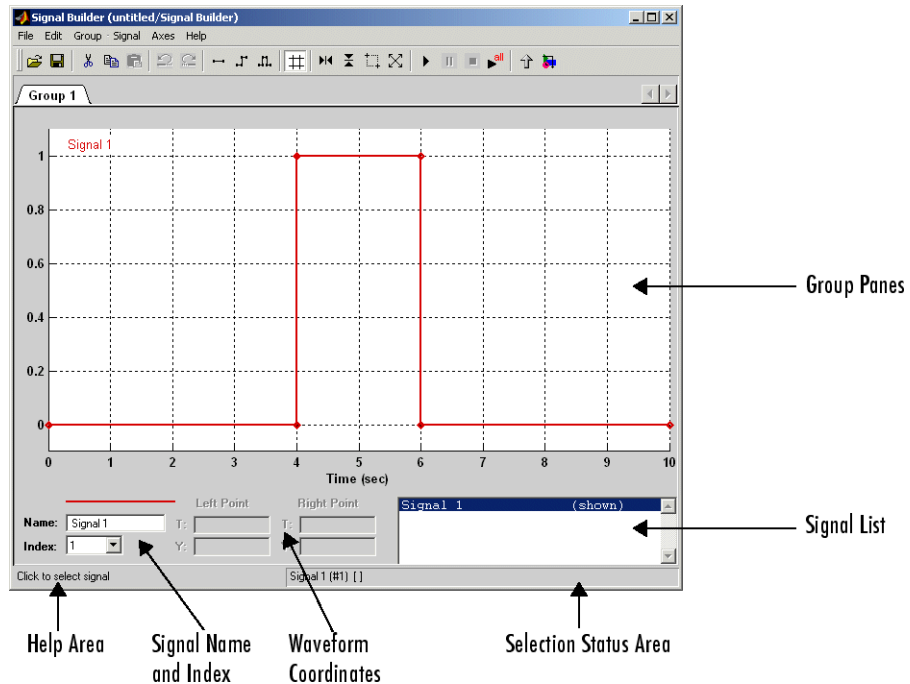 Signal Builder (untitled/Signal Builder)
File Edit Group Signal Axes Help
all
Group 1
Signal 1
1
0.8
0.6
0.4
0.2
0
0 1 2 3 4 5 6 7 8 9 10
Time (sec)
Group Panes
Left Point Right Point
Name: Signal 1 T: T:
Index: 1 Y:
Signal 1 (shown)
Signal List
Click to select signal
Signal 1 (#1) [ ]
Help Area
Signal Name
and Index
Waveform
Coordinates
Selection Status Area